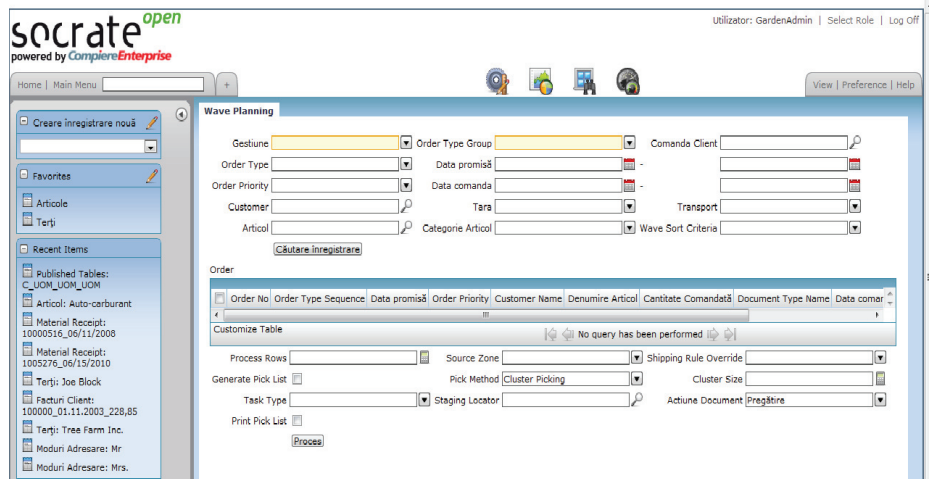 socrate open
powered by CompiereEnterprise
Utilizator: GardenAdmin | Select Role | Log Off
Home | Main Menu
+
View | Preference | Help
Creare înregistrare nouă
Favorites
Articole
Terți
Recent Items
Published Tables:
C_UOM_UOM_UOM
Articol: Auto-carburant
Material Receipt:
10000516_06/11/2008
Material Receipt:
1005276_06/15/2010
Terți: Joe Block
Facturi Client:
100000_01.11.2003_228,85
Terți: Tree Farm Inc.
Moduri Adresare: Mr
Moduri Adresare: Mrs.
Wave Planning
Gestiune Order Type Group Comanda Client
Order Type Data promisă -
Order Priority Data comanda -
Customer Tara Transport
Articol Categorie Articol Wave Sort Criteria
Căutare înregistrare
Order
Order No Order Type Sequence Data promisă Order Priority Customer Name Denumire Articol Cantitate Comandată Document Type Name Data comar
Customize Table No query has been performed
Process Rows Source Zone Shipping Rule Override
Generate Pick List Pick Method Cluster Picking Cluster Size
Task Type Staging Locator Actiune Document Pregătire
Print Pick List
Proces